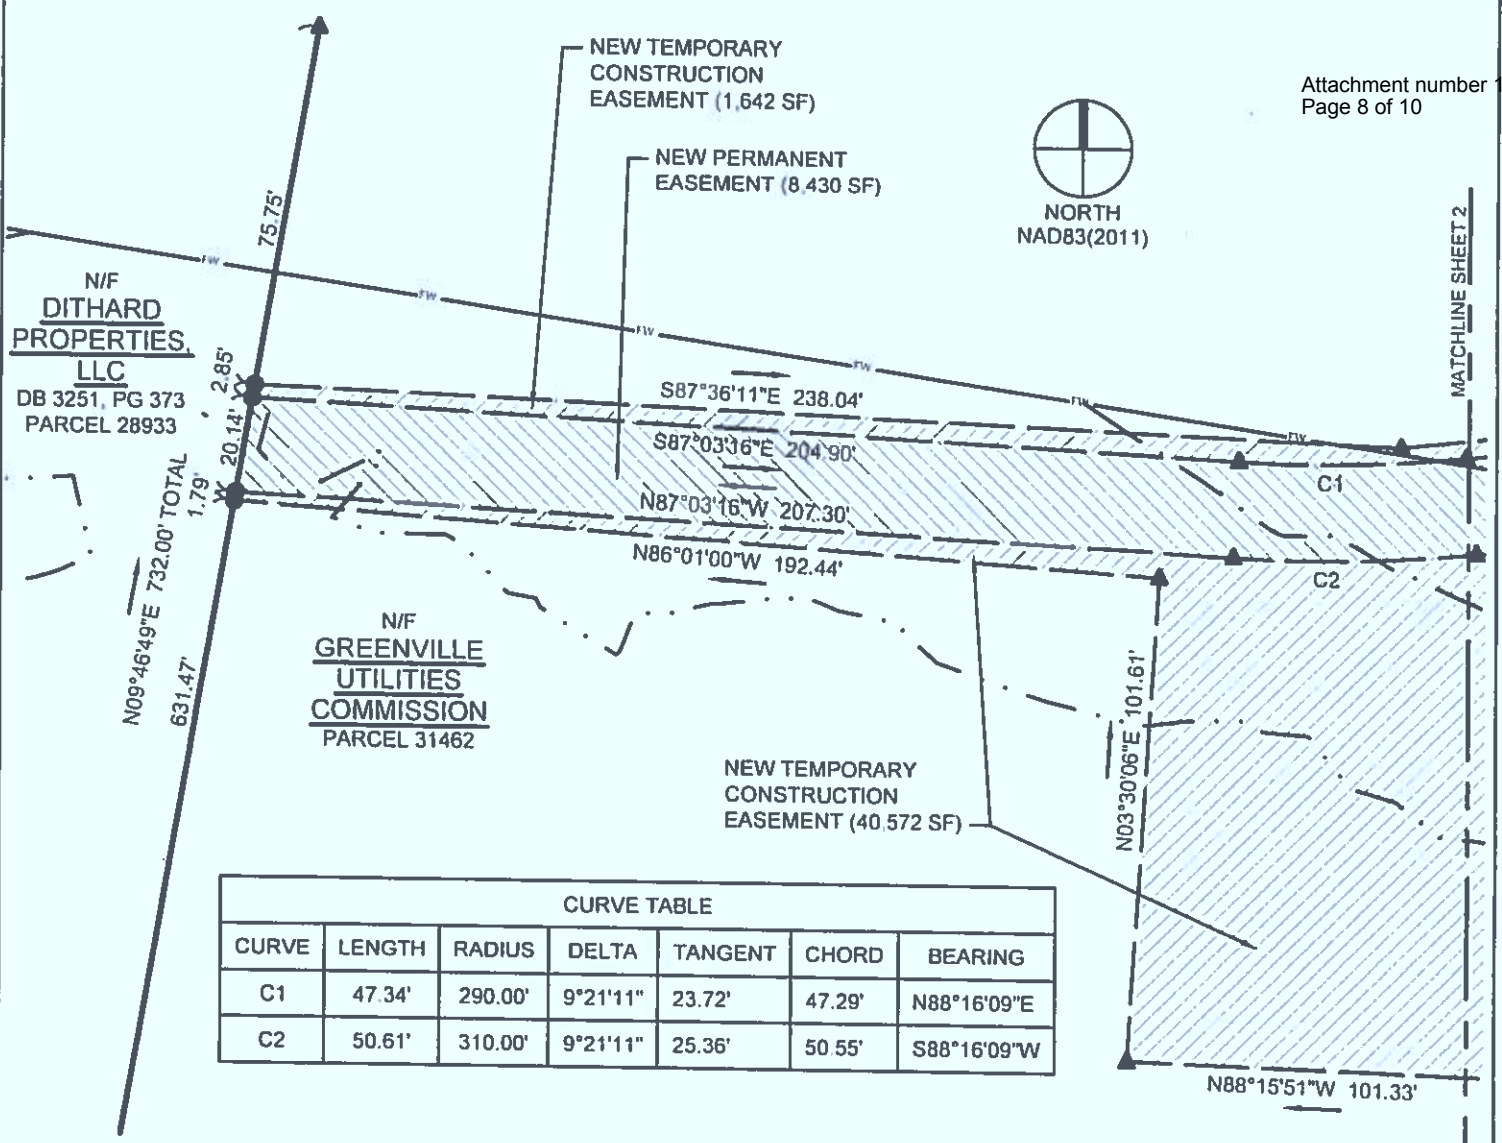 Attachment number 1
Page 8 of 10
NEW TEMPORARY
CONSTRUCTION
EASEMENT (1,642 SF)
NEW PERMANENT
EASEMENT (8,430 SF)
NORTH
NAD83(2011)
MATCHLINE SHEET 2
75.75'
FW
FW
FW
FW
FW
FW
N/F
DITHARD
PROPERTIES,
LLC
DB 3251, PG 373
PARCEL 28933
2.85'
20.14'
1.79'
N09°46'49"E 732.00' TOTAL
631.47'
S87°36'11"E 238.04'
S87°03'16"E 204.90'
N87°03'16"W 207.30'
N86°01'00"W 192.44'
C1
C2
N/F
GREENVILLE
UTILITIES
COMMISSION
PARCEL 31462
N03°30'06"E 101.61'
NEW TEMPORARY
CONSTRUCTION
EASEMENT (40,572 SF)
CURVE TABLE
CURVE LENGTH RADIUS DELTA TANGENT CHORD BEARING
C1 47.34' 290.00' 9°21'11" 23.72' 47.29' N88°16'09"E
C2 50.61' 310.00' 9°21'11" 25.36' 50.55' S88°16'09"W
N88°15'51"W 101.33'